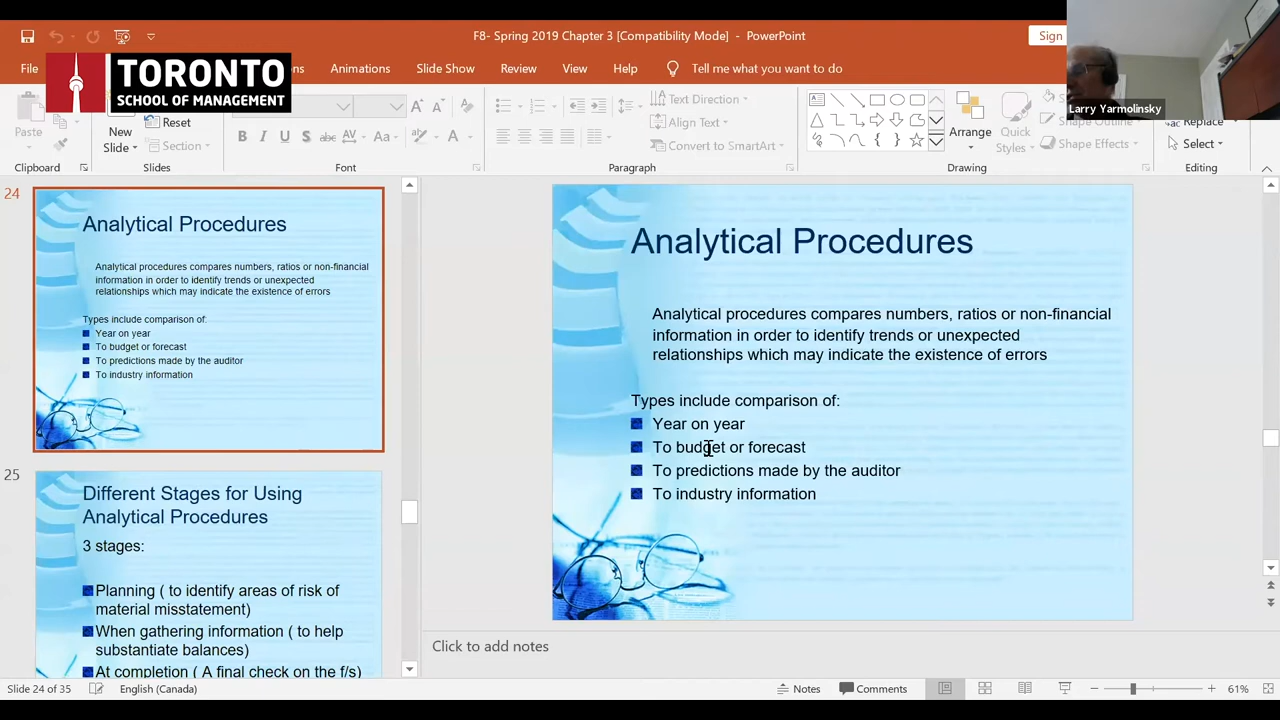 F8- Spring 2019 Chapter 3 [Compatibility Mode] - PowerPoint
Sign
File
TORONTO
SCHOOL OF MANAGEMENT
Animations
Slide Show
Review
View
Help
Tell me what you want to do
Larry Yarmolinsky
Paste
New
Slide
Reset
Section
B I U S abc AV Aa A
A A
Text Direction
Align Text
Convert to SmartArt
Arrange
Quick
Styles
Shape Outline
Shape Effects
Replace
Select
Clipboard
Slides
Font
Paragraph
Drawing
Editing
24
Analytical Procedures
Analytical procedures compares numbers, ratios or non-financial
information in order to identify trends or unexpected
relationships which may indicate the existence of errors
Types include comparison of:
Year on year
To budget or forecast
To predictions made by the auditor
To industry information
25
Different Stages for Using
Analytical Procedures
3 stages:
Planning ( to identify areas of risk of
material misstatement)
When gathering information ( to help
substantiate balances)
At completion ( A final check on the f/s)
Analytical Procedures
Analytical procedures compares numbers, ratios or non-financial
information in order to identify trends or unexpected
relationships which may indicate the existence of errors
Types include comparison of:
Year on year
To budget or forecast
To predictions made by the auditor
To industry information
Click to add notes
Slide 24 of 35
English (Canada)
Notes
Comments
61%